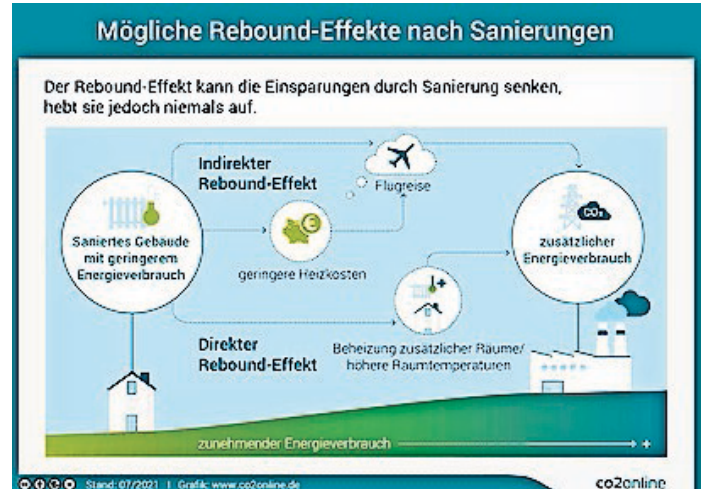 Mögliche Rebound-Effekte nach Sanierungen
Der Rebound-Effekt kann die Einsparungen durch Sanierung senken,
hebt sie jedoch niemals auf.
Indirekter
Rebound-Effekt
Flugreise
Saniertes Gebäude
mit geringerem
Energieverbrauch
geringere Heizkosten
CO₂
zusätzlicher
Energieverbrauch
Direkter
Rebound-Effekt
Beheizung zusätzlicher Räume/
höhere Raumtemperaturen
zunehmender Energieverbrauch
+
Stand: 07/2021 | Grafik: www.co2online.de
co2online